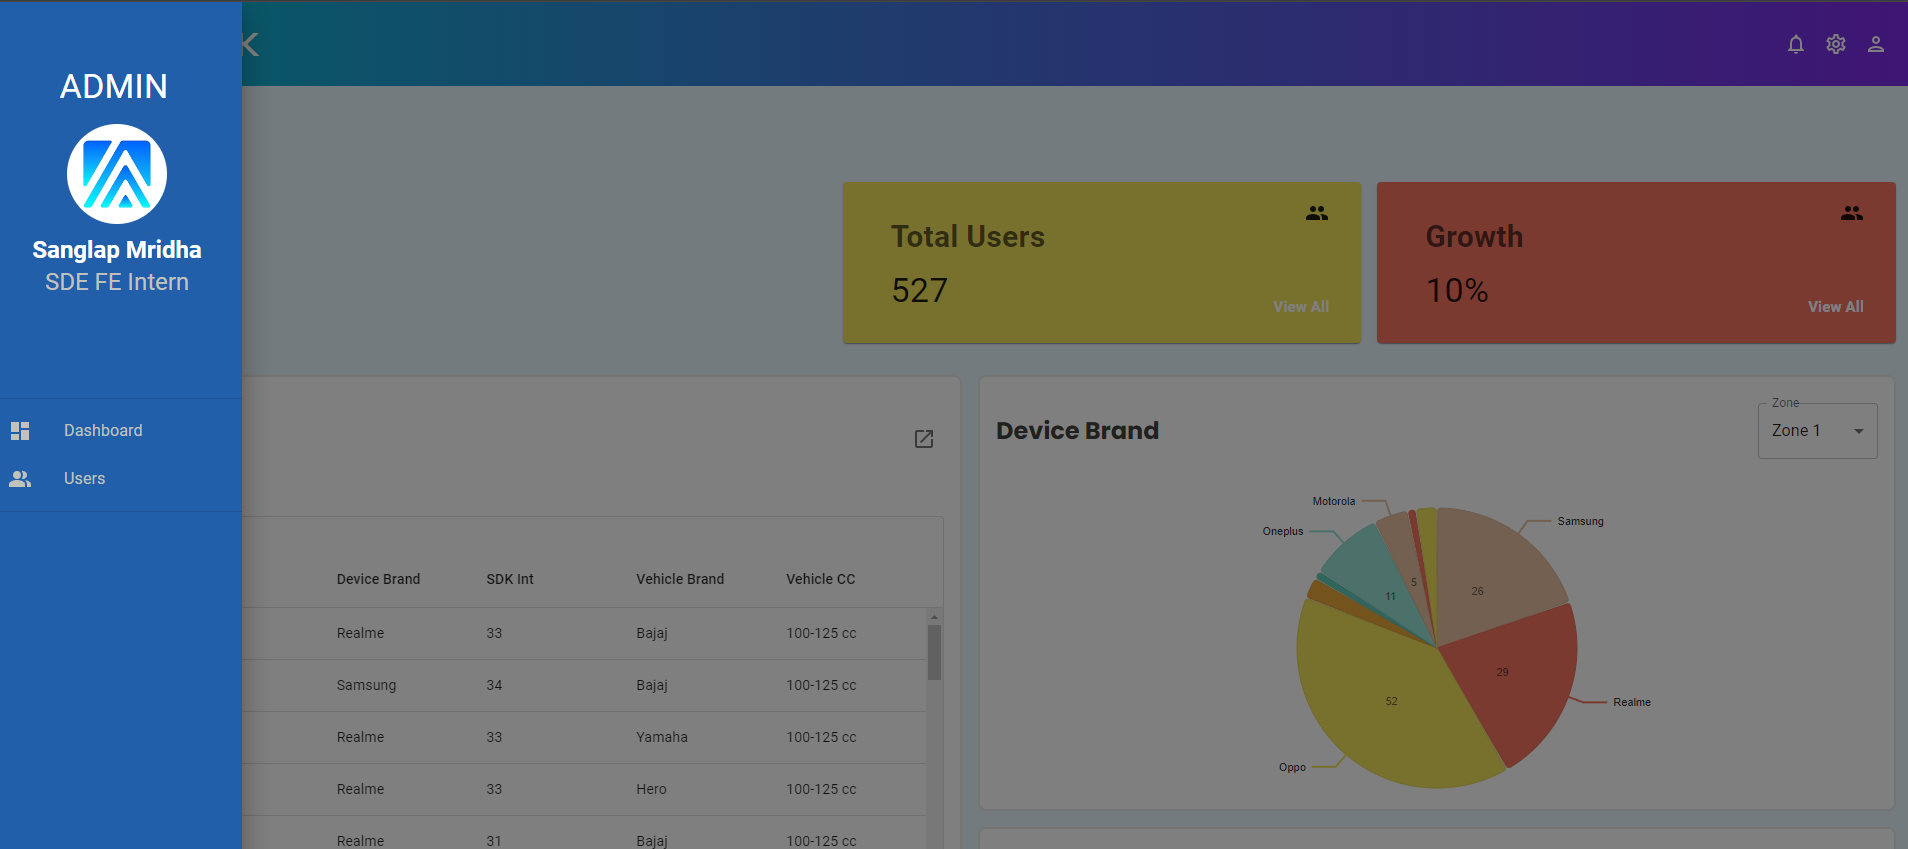 ADMIN
Sanglap Mridha
SDE FE Intern
Dashboard
Users
K
Total Users
527
View All
Growth
10%
View All
Device Brand SDK Int Vehicle Brand Vehicle CC
Realme 33 Bajaj 100-125 cc
Samsung 34 Bajaj 100-125 cc
Realme 33 Yamaha 100-125 cc
Realme 33 Hero 100-125 cc
Realme 31 Bajaj 100-125 cc
Device Brand
Zone
Zone 1
Motorola
Samsung
Oneplus
5
26
11
29
52
Realme
Oppo